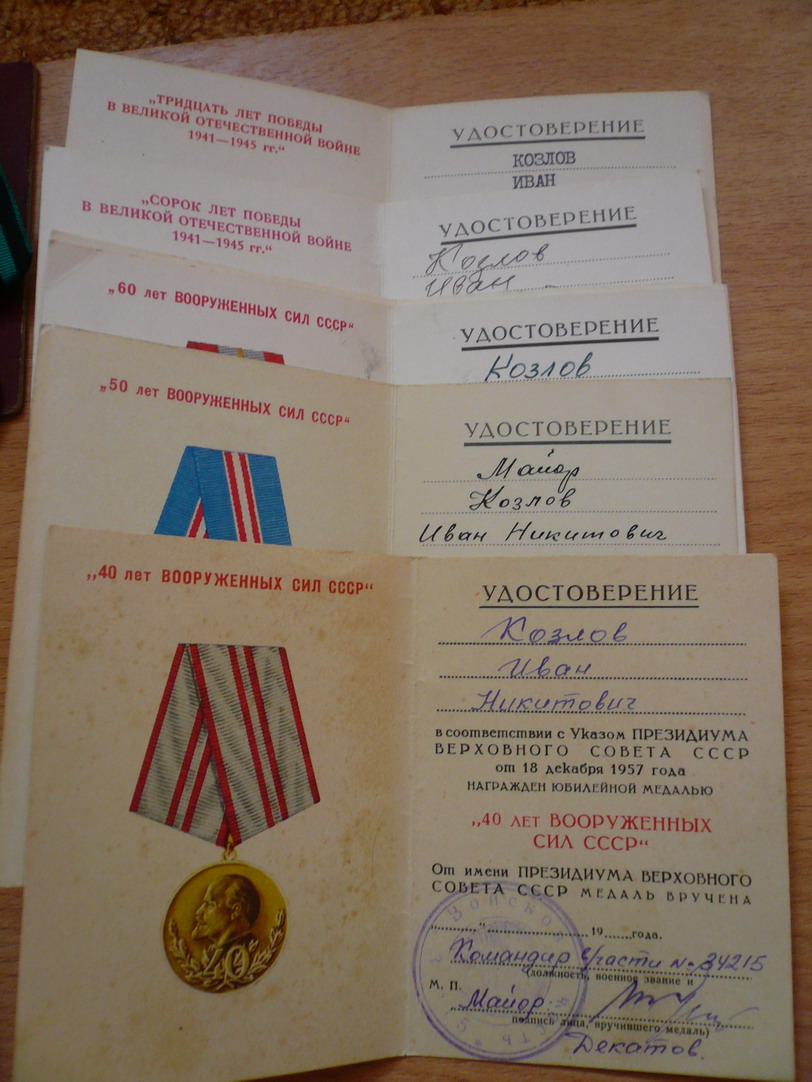 „ТРИДЦАТЬ ЛЕТ ПОБЕДЫ
В ВЕЛИКОЙ ОТЕЧЕСТВЕННОЙ ВОЙНЕ
1941—1945 гг.“
УДОСТОВЕРЕНИЕ
КОЗЛОВ
ИВАН
„СОРОК ЛЕТ ПОБЕДЫ
В ВЕЛИКОЙ ОТЕЧЕСТВЕННОЙ ВОЙНЕ
1941—1945 гг.“
УДОСТОВЕРЕНИЕ
Козлов
Иван
„60 лет ВООРУЖЕННЫХ СИЛ СССР“
УДОСТОВЕРЕНИЕ
Козлов
„50 лет ВООРУЖЕННЫХ СИЛ СССР“
УДОСТОВЕРЕНИЕ
Майор
Козлов
Иван Никитович
„40 лет ВООРУЖЕННЫХ СИЛ СССР“
40
УДОСТОВЕРЕНИЕ
Козлов
Иван
Никитович
в соответствии с Указом ПРЕЗИДИУМА
ВЕРХОВНОГО СОВЕТА СССР
от 18 декабря 1957 года
НАГРАЖДЕН ЮБИЛЕЙНОЙ МЕДАЛЬЮ
„40 ЛЕТ ВООРУЖЕННЫХ
СИЛ СССР“
От имени ПРЕЗИДИУМА ВЕРХОВНОГО
СОВЕТА СССР МЕДАЛЬ ВРУЧЕНА
„ “ 19 года.
Командир в/части № 34215
(должность, военное звание и
М. П.
Майор
подпись лица, вручившего медаль)
Декатов.